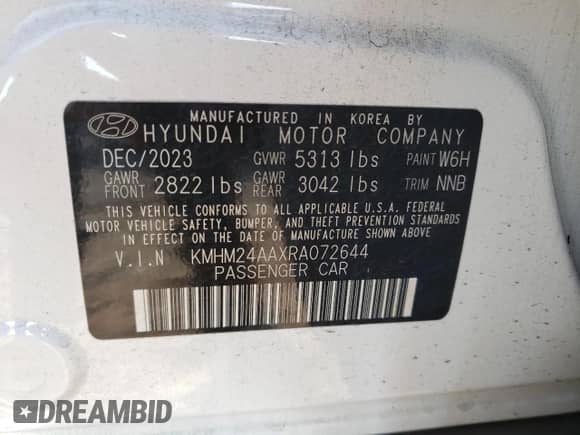 MANUFACTURED IN KOREA BY
HYUNDAI MOTOR COMPANY
DEC/2023 GVWR 5313 lbs PAINT W6H
GAWR FRONT 2822 lbs GAWR REAR 3042 lbs TRIM NNB
THIS VEHICLE CONFORMS TO ALL APPLICABLE U.S.A. FEDERAL
MOTOR VEHICLE SAFETY, BUMPER, AND THEFT PREVENTION STANDARDS
IN EFFECT ON THE DATE OF MANUFACTURE SHOWN ABOVE
V.I.N KMHM24AAXRA072644
PASSENGER CAR
DREAMBID